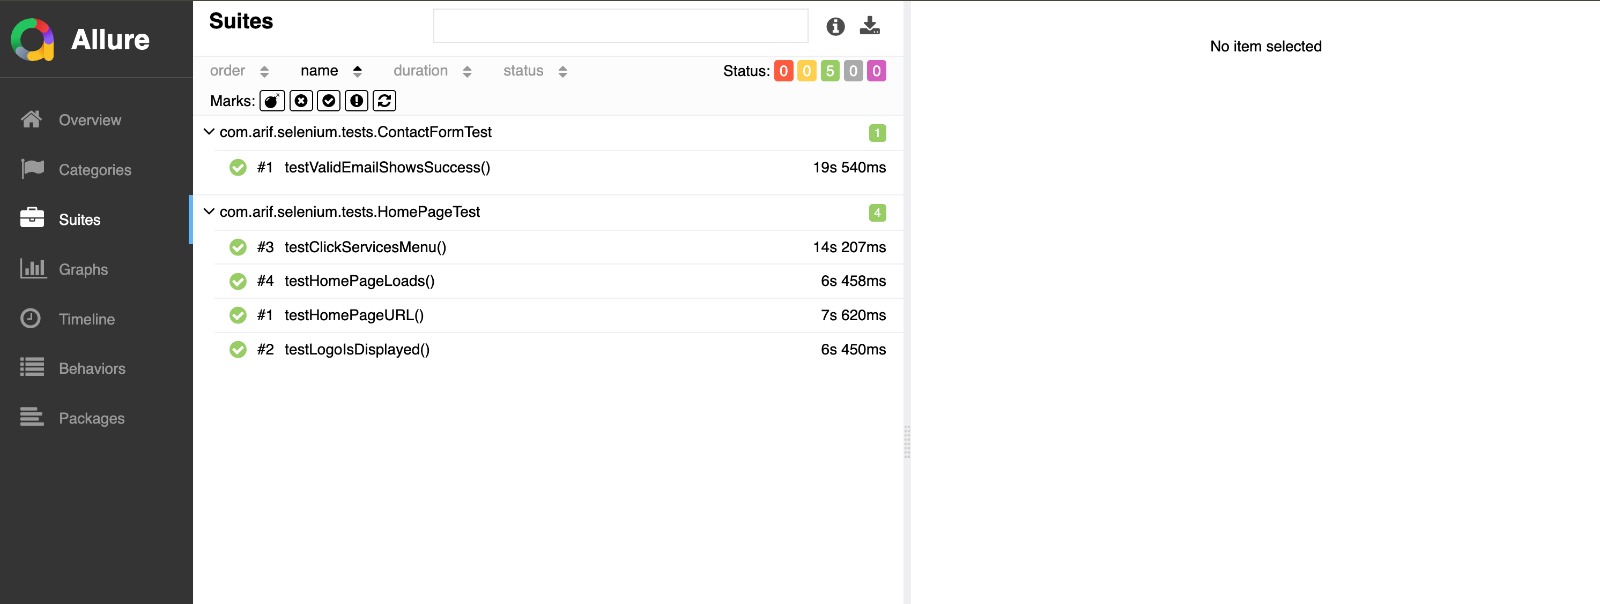 Allure
Overview
Categories
Suites
Graphs
Timeline
Behaviors
Packages
Suites
order name duration status Status: 0 0 5 0 0
Marks:
com.arif.selenium.tests.ContactFormTest 1
#1 testValidEmailShowsSuccess() 19s 540ms
com.arif.selenium.tests.HomePageTest 4
#3 testClickServicesMenu() 14s 207ms
#4 testHomePageLoads() 6s 458ms
#1 testHomePageURL() 7s 620ms
#2 testLogoIsDisplayed() 6s 450ms
No item selected